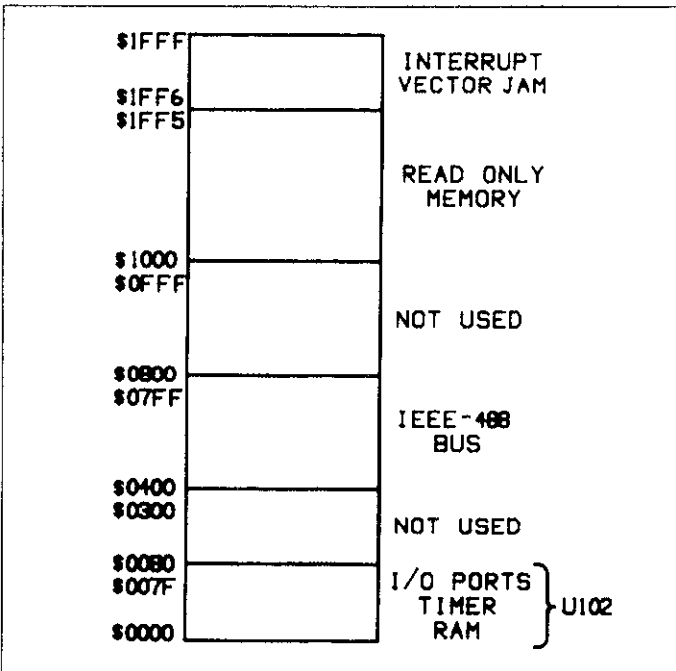 $1FFF
INTERRUPT
VECTOR JAM
$1FF6
$1FF5
READ ONLY
MEMORY
$1000
$0FFF
NOT USED
$0800
$07FF
IEEE-488
BUS
$0400
$0300
NOT USED
$0080
$007F
I/O PORTS
TIMER
RAM
U102
$0000